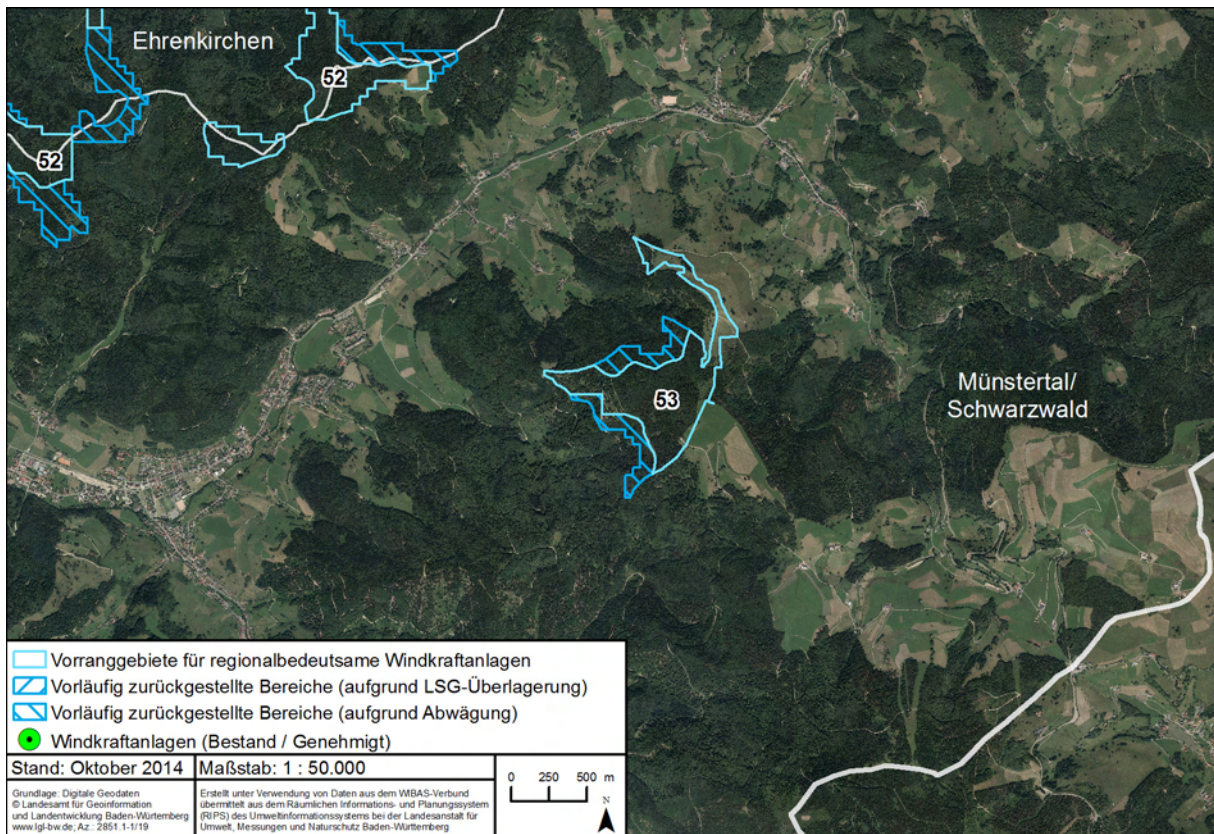 Ehrenkirchen
52
52
53
Münstertal/
Schwarzwald
Vorranggebiete für regionalbedeutsame Windkraftanlagen
Vorläufig zurückgestellte Bereiche (aufgrund LSG-Überlagerung)
Vorläufig zurückgestellte Bereiche (aufgrund Abwägung)
Windkraftanlagen (Bestand / Genehmigt)
Stand: Oktober 2014
Maßstab: 1 : 50.000
0 250 500 m
N
Grundlage: Digitale Geodaten
© Landesamt für Geoinformation
und Landentwicklung Baden-Württemberg
www.lgl-bw.de; Az.: 2851.1-1/19
Erstellt unter Verwendung von Daten aus dem WIBAS-Verbund
übermittelt aus dem Räumlichen Informations- und Planungssystem
(RIPS) des Umweltinformationssystems bei der Landesanstalt für
Umwelt, Messungen und Naturschutz Baden-Württemberg